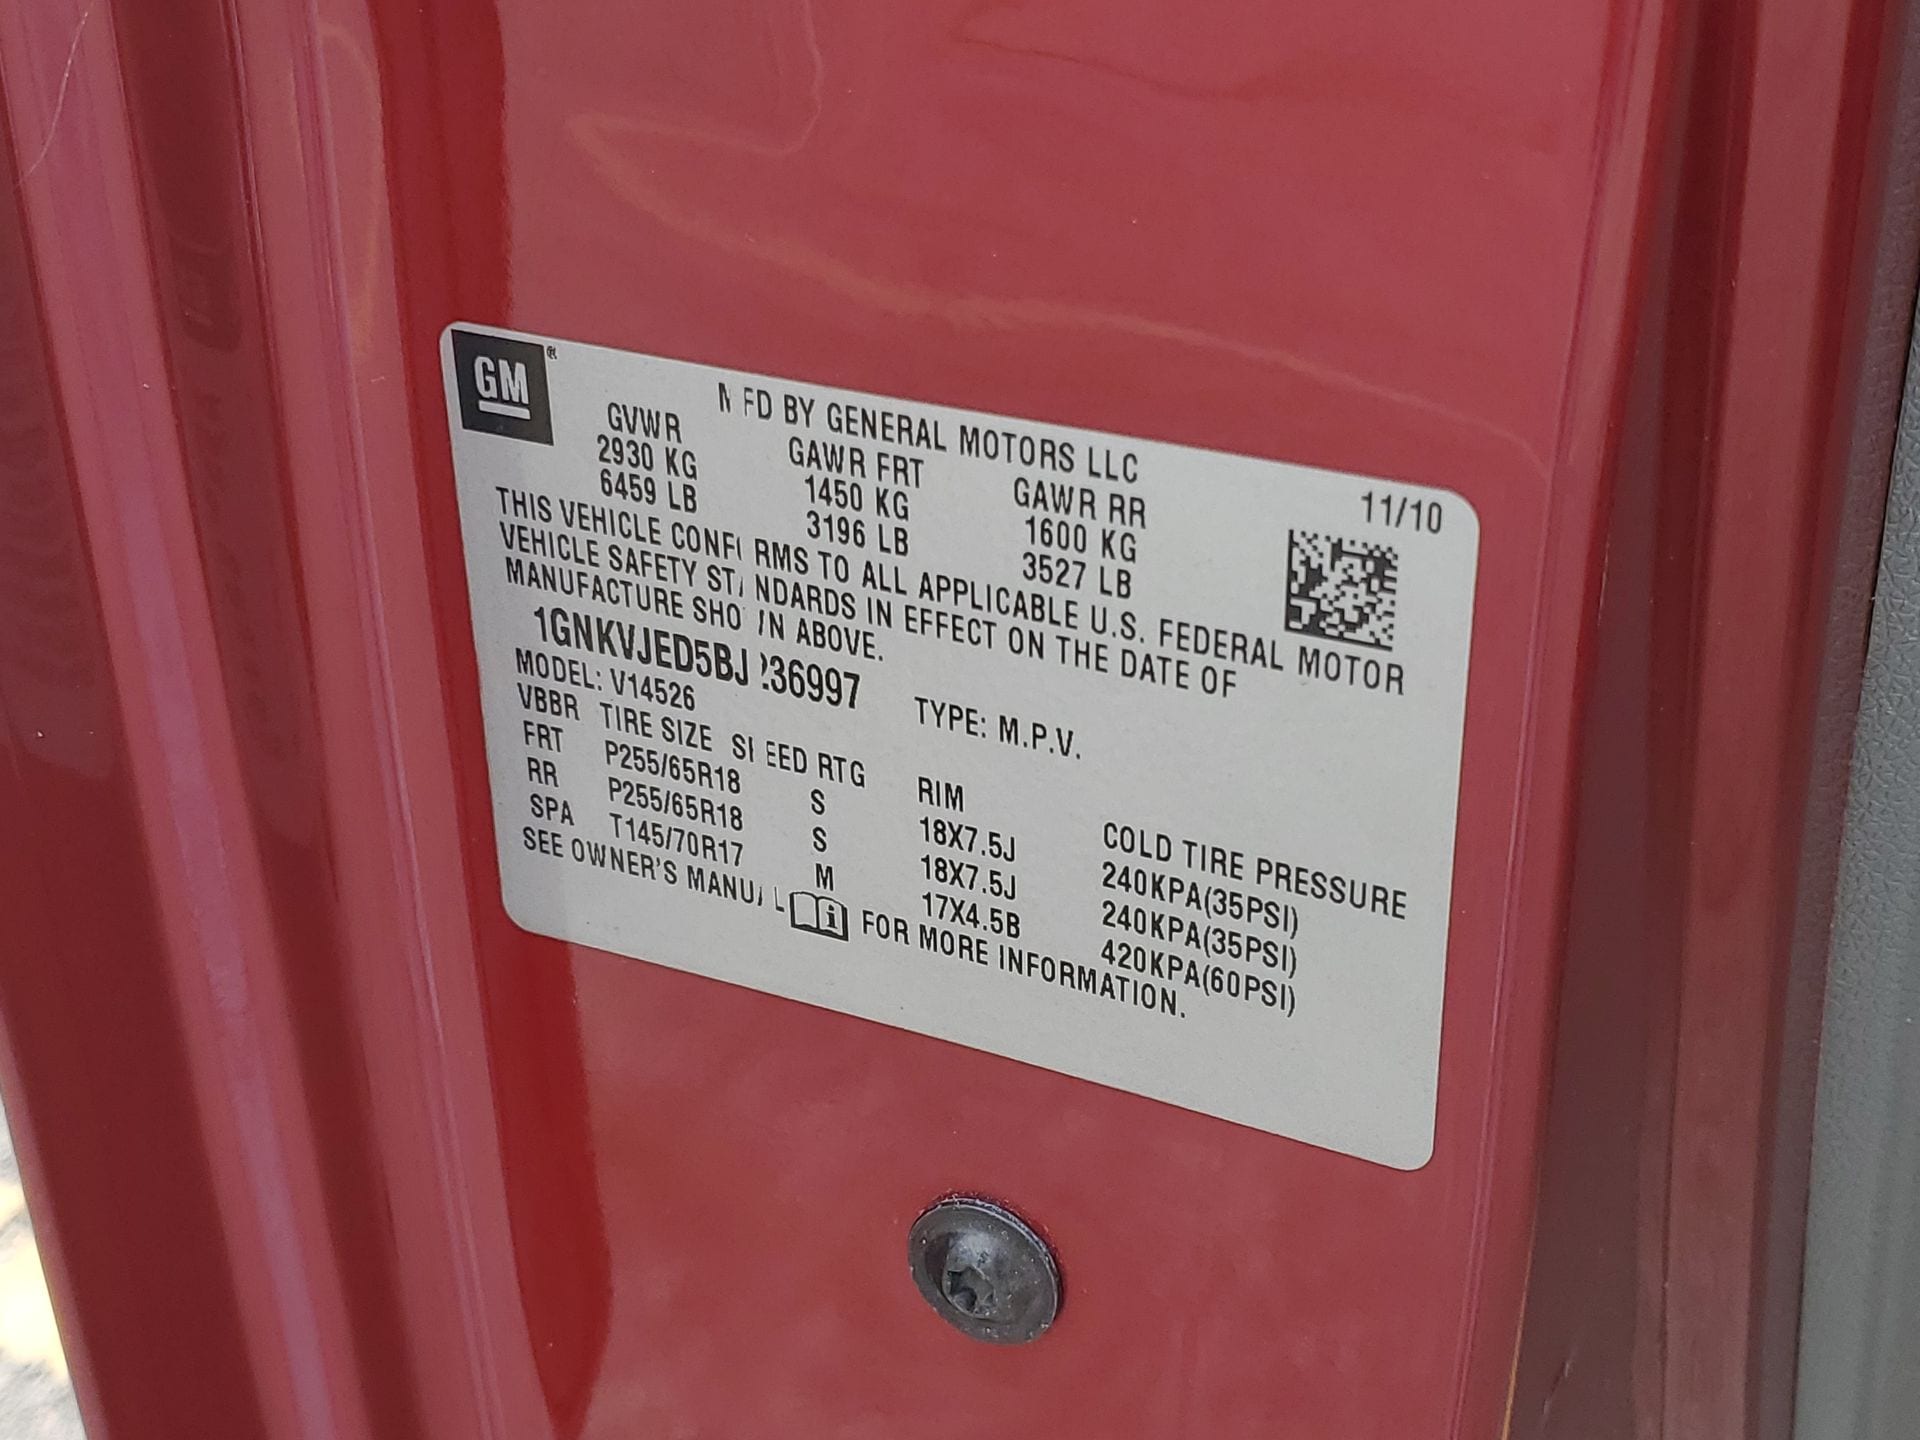 GM®
MFD BY GENERAL MOTORS LLC 11/10
GVWR GAWR FRT GAWR RR
2930 KG 1450 KG 1600 KG
6459 LB 3196 LB 3527 LB
THIS VEHICLE CONFORMS TO ALL APPLICABLE U.S. FEDERAL MOTOR
VEHICLE SAFETY STANDARDS IN EFFECT ON THE DATE OF
MANUFACTURE SHOWN ABOVE.
1GNKVJED5BJ236997 TYPE: M.P.V.
MODEL: V14526
VBBR TIRE SIZE SPEED RTG RIM COLD TIRE PRESSURE
FRT P255/65R18 S 18X7.5J 240KPA(35PSI)
RR P255/65R18 S 18X7.5J 240KPA(35PSI)
SPA T145/70R17 M 17X4.5B 420KPA(60PSI)
SEE OWNER'S MANUAL i FOR MORE INFORMATION.